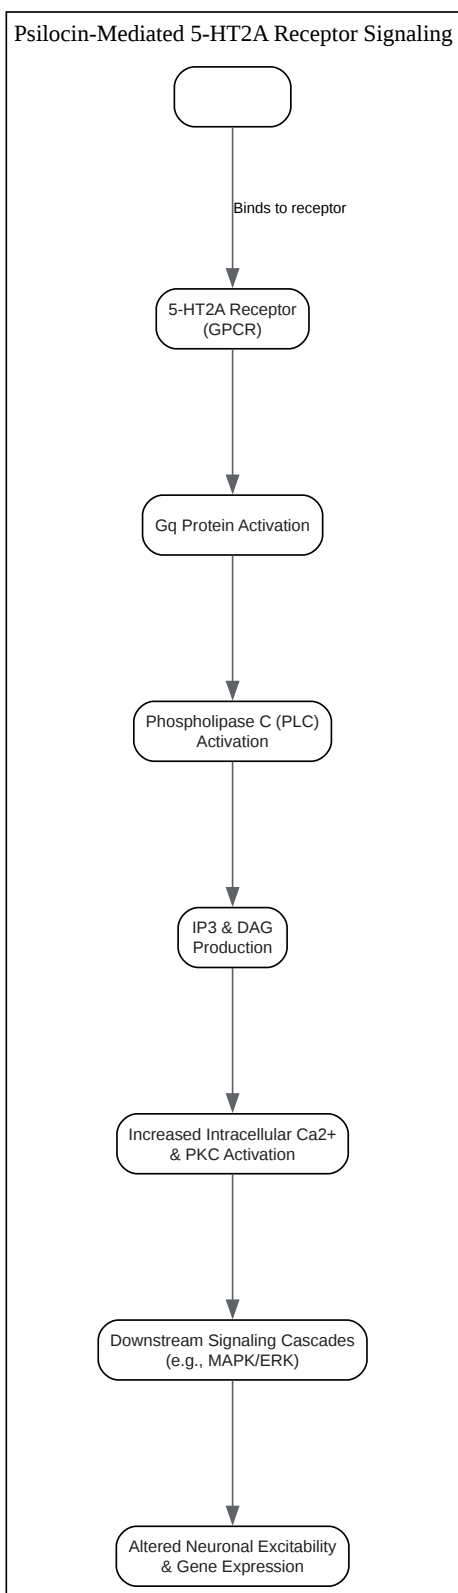 Psilocin-Mediated 5-HT2A Receptor Signaling
Binds to receptor
5-HT2A Receptor
(GPCR)
Gq Protein Activation
Phospholipase C (PLC)
Activation
IP3 & DAG
Production
Increased Intracellular Ca2+
& PKC Activation
Downstream Signaling Cascades
(e.g., MAPK/ERK)
Altered Neuronal Excitability
& Gene Expression